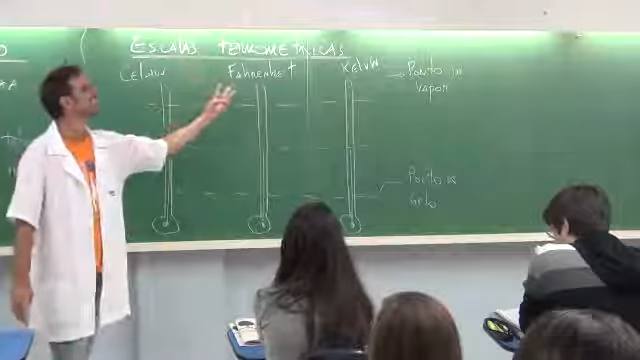 ESCALAS TERMOMÉTRICAS
Celsius
Fahrenheit
Kelvin
Ponto de
Vapor
Ponto de
Gelo